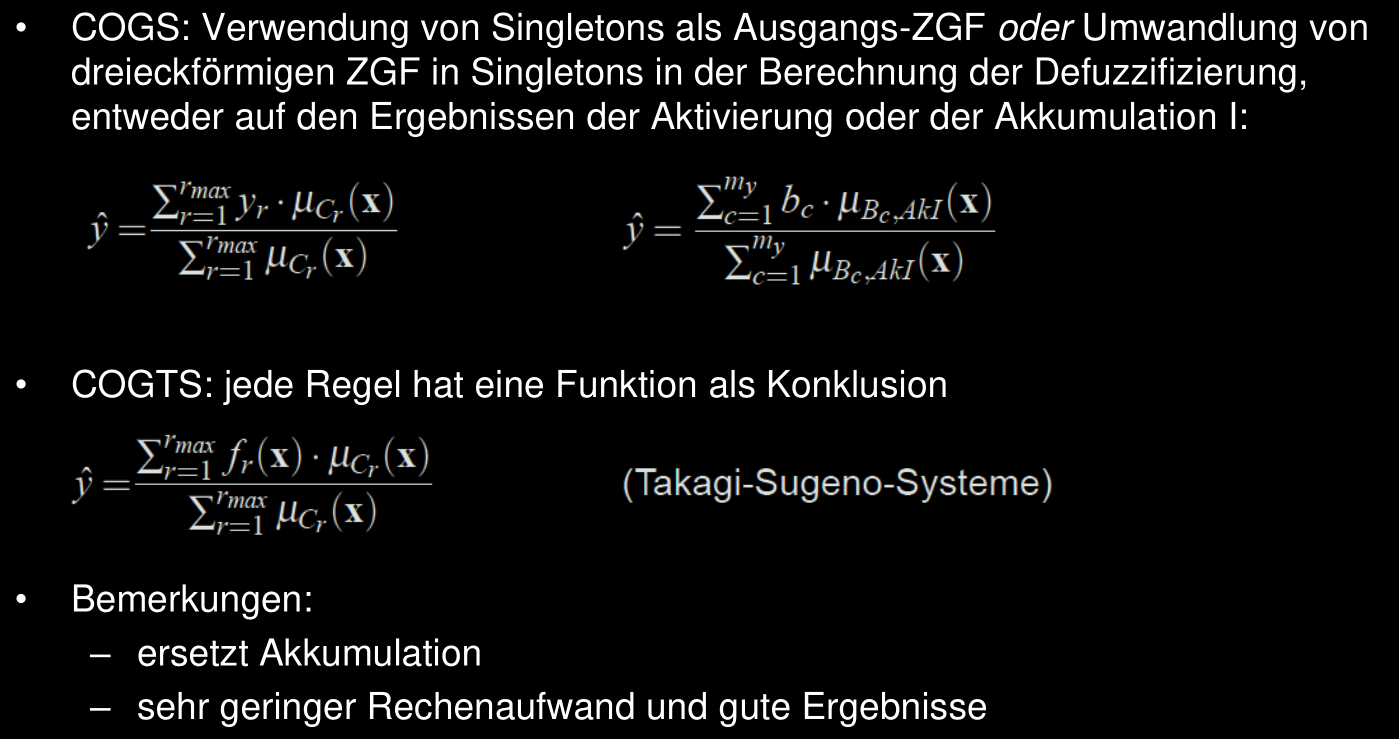 • COGS: Verwendung von Singletons als Ausgangs-ZGF oder Umwandlung von
dreieckförmigen ZGF in Singletons in der Berechnung der Defuzzifizierung,
entweder auf den Ergebnissen der Aktivierung oder der Akkumulation I:
ŷ = \frac{\sum_{r=1}^{r_{max}} y_r \cdot \mu_{C_r}(\mathbf{x})}{\sum_{r=1}^{r_{max}} \mu_{C_r}(\mathbf{x})} ŷ = \frac{\sum_{c=1}^{m_y} b_c \cdot \mu_{B_c,AkI}(\mathbf{x})}{\sum_{c=1}^{m_y} \mu_{B_c,AkI}(\mathbf{x})}
• COGTS: jede Regel hat eine Funktion als Konklusion
ŷ = \frac{\sum_{r=1}^{r_{max}} f_r(\mathbf{x}) \cdot \mu_{C_r}(\mathbf{x})}{\sum_{r=1}^{r_{max}} \mu_{C_r}(\mathbf{x})} (Takagi-Sugeno-Systeme)
• Bemerkungen:
– ersetzt Akkumulation
– sehr geringer Rechenaufwand und gute Ergebnisse